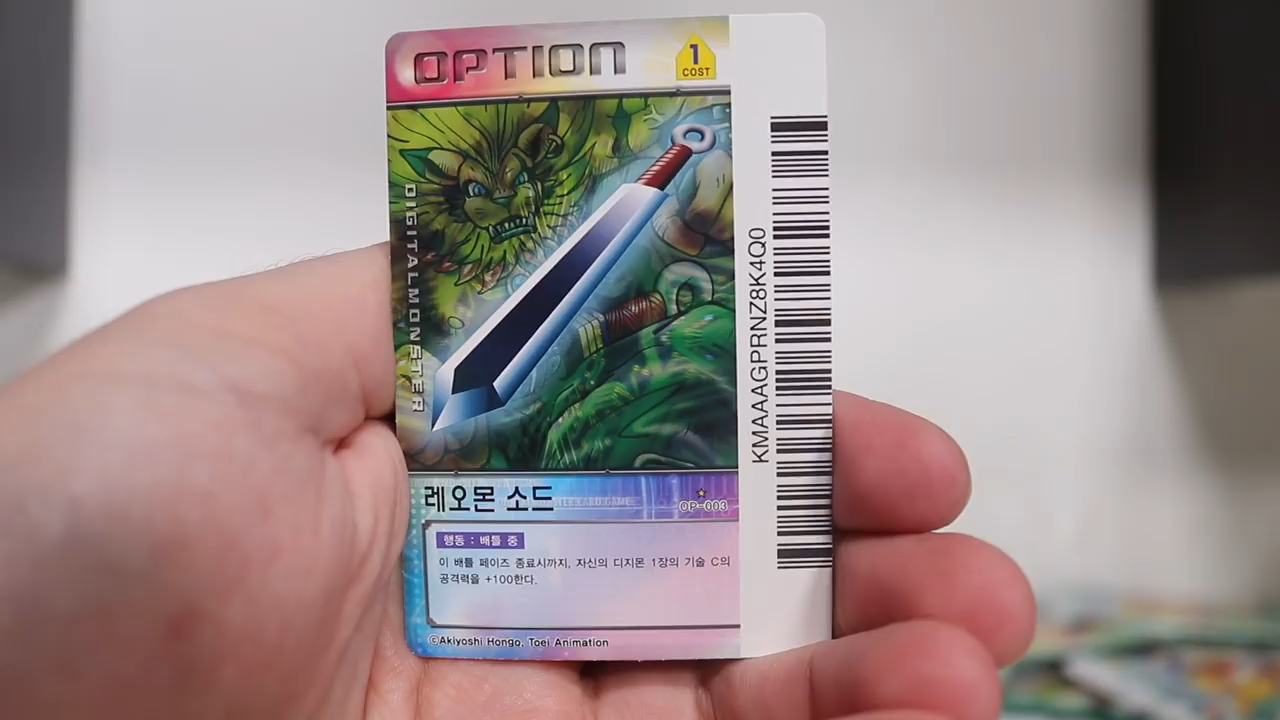 OPTION
1
COST
DIGITALMONSTER
KMAAAGPRNZ8K4Q0
레오몬 소드
OP-003
행동 : 배틀 중
이 배틀 페이즈 종료시까지, 자신의 디지몬 1장의 기술 C의
공격력을 +100한다.
©Akiyoshi Hongo, Toei Animation